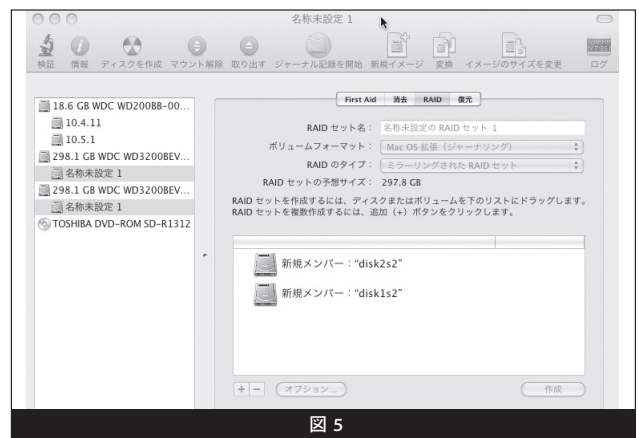 名称未設定 1
検証 情報 ディスクを作成 マウント解除 取り出す ジャーナル記録を開始 新規イメージ 変換 イメージのサイズを変更 ログ
18.6 GB WDC WD200BB-00...
10.4.11
10.5.1
298.1 GB WDC WD3200BEV...
名称未設定 1
298.1 GB WDC WD3200BEV...
名称未設定 1
TOSHIBA DVD-ROM SD-R1312
First Aid 消去 RAID 復元
RAID セット名： 名称未設定の RAID セット 1
ボリュームフォーマット： Mac OS 拡張（ジャーナリング）
RAID のタイプ： ミラーリングされた RAID セット
RAID セットの予想サイズ： 297.8 GB
RAID セットを作成するには、ディスクまたはボリュームを下のリストにドラッグします。
RAID セットを複数作成するには、追加（+）ボタンをクリックします。
新規メンバー："disk2s2"
新規メンバー："disk1s2"
+ − オプション... 作成
図 5